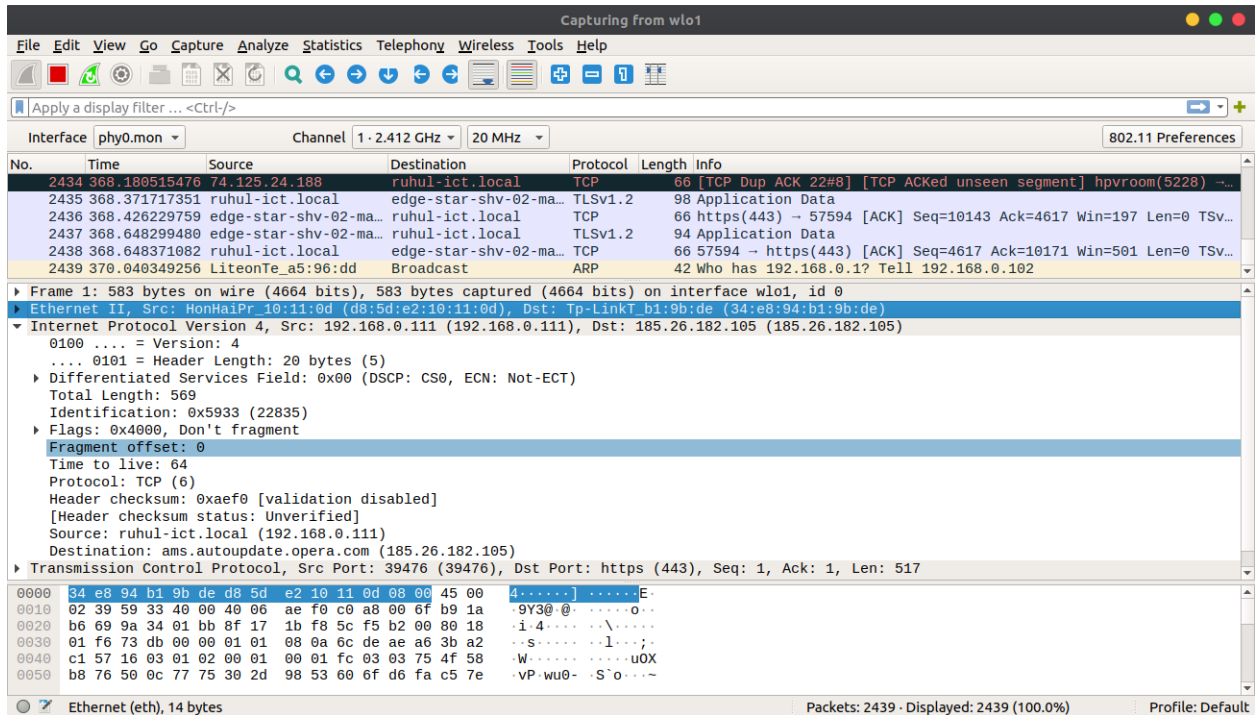 Capturing from wlo1
File Edit View Go Capture Analyze Statistics Telephony Wireless Tools Help
Apply a display filter … <Ctrl-/>
Interface phy0.mon Channel 1 · 2.412 GHz 20 MHz 802.11 Preferences
No. Time Source Destination Protocol Length Info
2434 368.180515476 74.125.24.188 ruhul-ict.local TCP 66 [TCP Dup ACK 22#8] [TCP ACKed unseen segment] hpvroom(5228) →…
2435 368.371717351 ruhul-ict.local edge-star-shv-02-ma… TLSv1.2 98 Application Data
2436 368.426229759 edge-star-shv-02-ma… ruhul-ict.local TCP 66 https(443) → 57594 [ACK] Seq=10143 Ack=4617 Win=197 Len=0 TSv…
2437 368.648299480 edge-star-shv-02-ma… ruhul-ict.local TLSv1.2 94 Application Data
2438 368.648371082 ruhul-ict.local edge-star-shv-02-ma… TCP 66 57594 → https(443) [ACK] Seq=4617 Ack=10171 Win=501 Len=0 TSv…
2439 370.040349256 LiteonTe_a5:96:dd Broadcast ARP 42 Who has 192.168.0.1? Tell 192.168.0.102
Frame 1: 583 bytes on wire (4664 bits), 583 bytes captured (4664 bits) on interface wlo1, id 0
Ethernet II, Src: HonHaiPr_10:11:0d (d8:5d:e2:10:11:0d), Dst: Tp-LinkT_b1:9b:de (34:e8:94:b1:9b:de)
Internet Protocol Version 4, Src: 192.168.0.111 (192.168.0.111), Dst: 185.26.182.105 (185.26.182.105)
0100 .... = Version: 4
.... 0101 = Header Length: 20 bytes (5)
Differentiated Services Field: 0x00 (DSCP: CS0, ECN: Not-ECT)
Total Length: 569
Identification: 0x5933 (22835)
Flags: 0x4000, Don't fragment
Fragment offset: 0
Time to live: 64
Protocol: TCP (6)
Header checksum: 0xaef0 [validation disabled]
[Header checksum status: Unverified]
Source: ruhul-ict.local (192.168.0.111)
Destination: ams.autoupdate.opera.com (185.26.182.105)
Transmission Control Protocol, Src Port: 39476 (39476), Dst Port: https (443), Seq: 1, Ack: 1, Len: 517
0000 34 e8 94 b1 9b de d8 5d e2 10 11 0d 08 00 45 00 4······] ······E·
0010 02 39 59 33 40 00 40 06 ae f0 c0 a8 00 6f b9 1a ·9Y3@·@· ·····o··
0020 b6 69 9a 34 01 bb 8f 17 1b f8 5c f5 b2 00 80 18 ·i·4···· ··\·····
0030 01 f6 73 db 00 00 01 01 08 0a 6c de ae a6 3b a2 ··s····· ··l···;·
0040 c1 57 16 03 01 02 00 01 00 01 fc 03 03 75 4f 58 ·W······ ·····uOX
0050 b8 76 50 0c 77 75 30 2d 98 53 60 6f d6 fa c5 7e ·vP·wu0- ·S`o···~
Ethernet (eth), 14 bytes Packets: 2439 · Displayed: 2439 (100.0%) Profile: Default